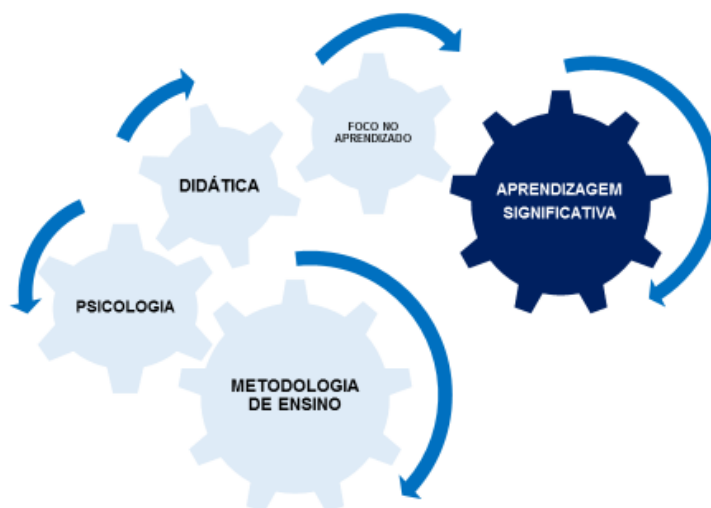 FOCO NO
APRENDIZADO
DIDÁTICA
APRENDIZAGEM
SIGNIFICATIVA
PSICOLOGIA
METODOLOGIA
DE ENSINO